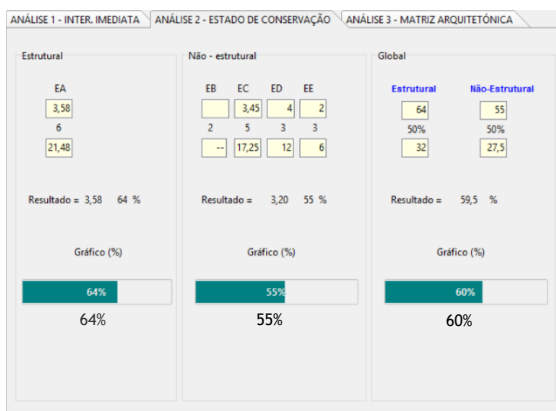 ANÁLISE 1 - INTER. IMEDIATA ANÁLISE 2 - ESTADO DE CONSERVAÇÃO ANÁLISE 3 - MATRIZ ARQUITETÓNICA
Estrutural
EA
3,58
6
21,48
Resultado = 3,58 64 %
Gráfico (%)
64%
64%
Não - estrutural
EB EC ED EE
3,45 4 2
2 5 3 3
-- 17,25 12 6
Resultado = 3,20 55 %
Gráfico (%)
55%
55%
Global
Estrutural Não-Estrutural
64 55
50% 50%
32 27,5
Resultado = 59,5 %
Gráfico (%)
60%
60%